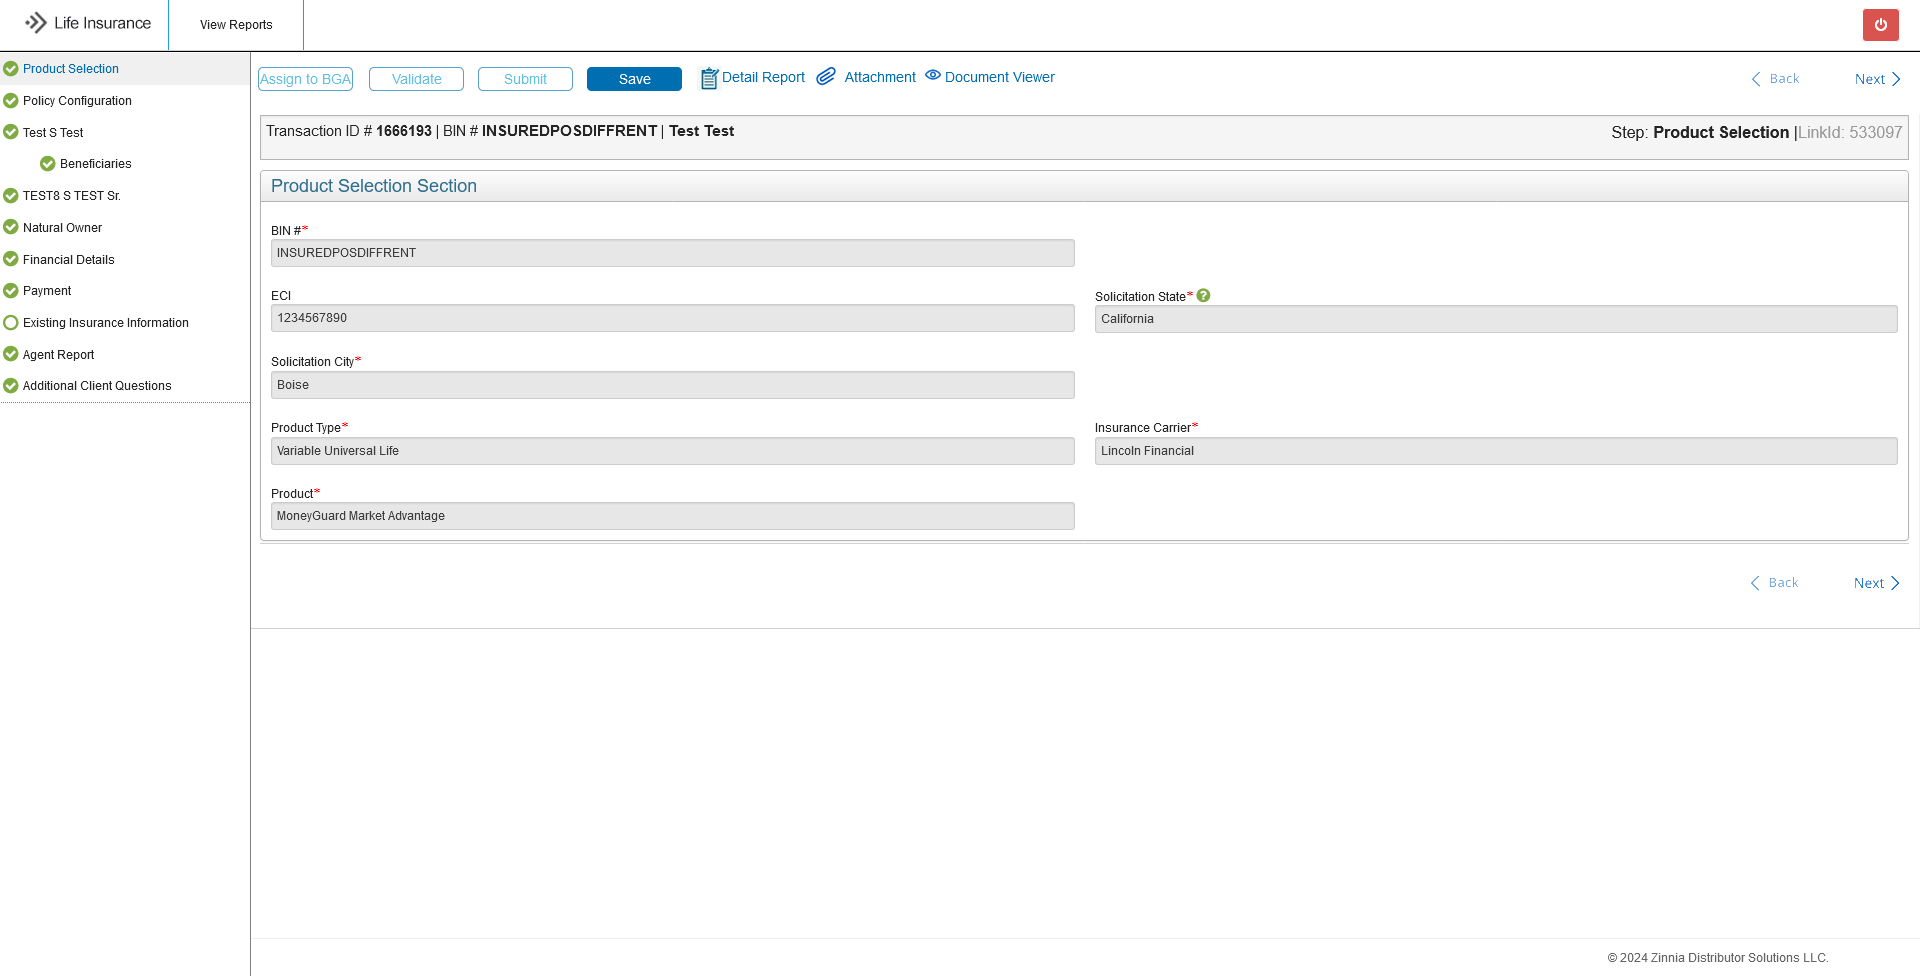 Life Insurance
View Reports
Product Selection
Policy Configuration
Test S Test
Beneficiaries
TEST8 S TEST Sr.
Natural Owner
Financial Details
Payment
Existing Insurance Information
Agent Report
Additional Client Questions
Assign to BGA Validate Submit Save Detail Report Attachment Document Viewer Back Next
Transaction ID # 1666193 | BIN # INSUREDPOSDIFFRENT | Test Test
Step: Product Selection |LinkId: 533097
Product Selection Section
BIN #*
INSUREDPOSDIFFRENT
ECI
1234567890
Solicitation State* ?
California
Solicitation City*
Boise
Product Type*
Variable Universal Life
Insurance Carrier*
Lincoln Financial
Product*
MoneyGuard Market Advantage
Back Next
© 2024 Zinnia Distributor Solutions LLC.